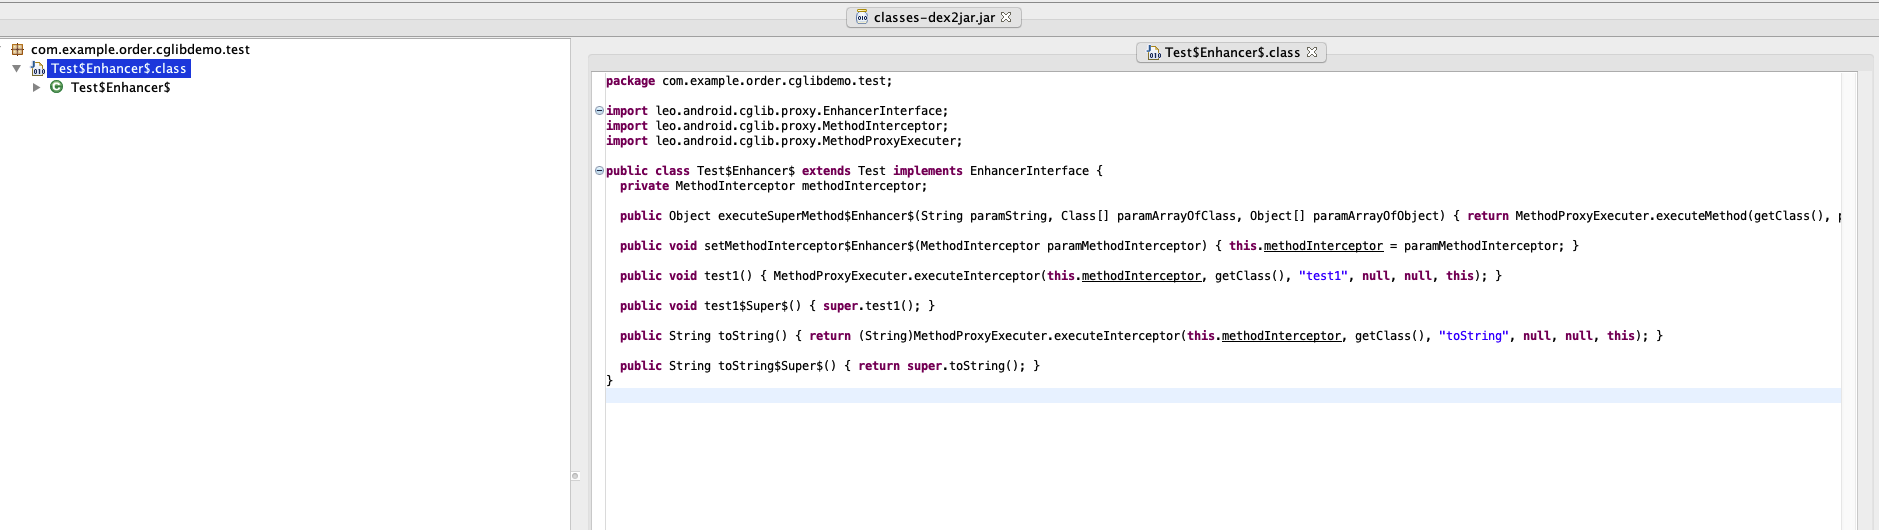 classes-dex2jar.jar
com.example.order.cglibdemo.test
Test$Enhancer$.class
Test$Enhancer$
Test$Enhancer$.class
package com.example.order.cglibdemo.test;
import leo.android.cglib.proxy.EnhancerInterface;
import leo.android.cglib.proxy.MethodInterceptor;
import leo.android.cglib.proxy.MethodProxyExecuter;
public class Test$Enhancer$ extends Test implements EnhancerInterface {
private MethodInterceptor methodInterceptor;
public Object executeSuperMethod$Enhancer$(String paramString, Class[] paramArrayOfClass, Object[] paramArrayOfObject) { return MethodProxyExecuter.executeMethod(getClass(),
public void setMethodInterceptor$Enhancer$(MethodInterceptor paramMethodInterceptor) { this.methodInterceptor = paramMethodInterceptor; }
public void test1() { MethodProxyExecuter.executeInterceptor(this.methodInterceptor, getClass(), "test1", null, null, this); }
public void test1$Super$() { super.test1(); }
public String toString() { return (String)MethodProxyExecuter.executeInterceptor(this.methodInterceptor, getClass(), "toString", null, null, this); }
public String toString$Super$() { return super.toString(); }
}